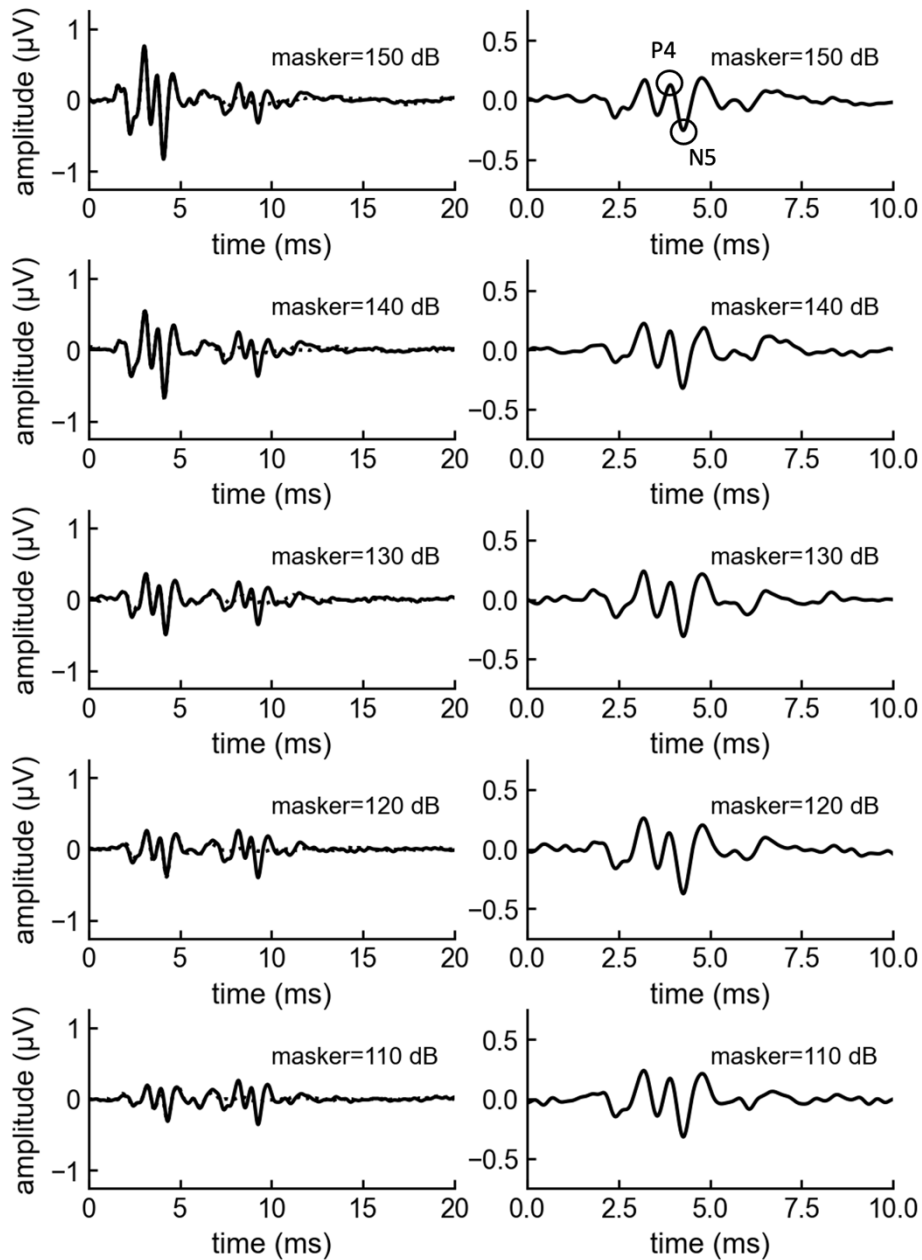 amplitude (µV)
1
0
−1
masker=150 dB
0 5 10 15 20
time (ms)
0.5
0.0
−0.5
P4
N5
masker=150 dB
0.0 2.5 5.0 7.5 10.0
time (ms)
amplitude (µV)
1
0
−1
masker=140 dB
0 5 10 15 20
time (ms)
0.5
0.0
−0.5
masker=140 dB
0.0 2.5 5.0 7.5 10.0
time (ms)
amplitude (µV)
1
0
−1
masker=130 dB
0 5 10 15 20
time (ms)
0.5
0.0
−0.5
masker=130 dB
0.0 2.5 5.0 7.5 10.0
time (ms)
amplitude (µV)
1
0
−1
masker=120 dB
0 5 10 15 20
time (ms)
0.5
0.0
−0.5
masker=120 dB
0.0 2.5 5.0 7.5 10.0
time (ms)
amplitude (µV)
1
0
−1
masker=110 dB
0 5 10 15 20
time (ms)
0.5
0.0
−0.5
masker=110 dB
0.0 2.5 5.0 7.5 10.0
time (ms)